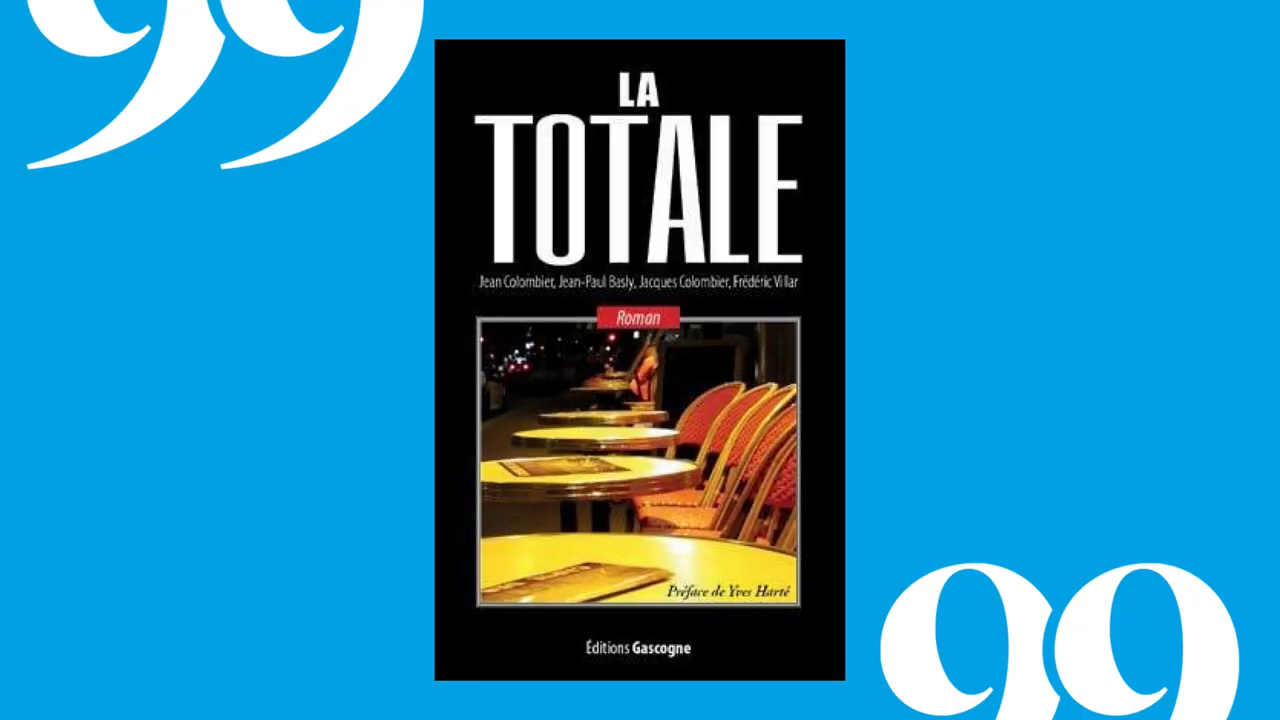 LA
TOTALE
Jean Colombier, Jean-Paul Basly, Jacques Colombier, Frédéric Villar
Roman
Préface de Yves Harté
Éditions Gascogne